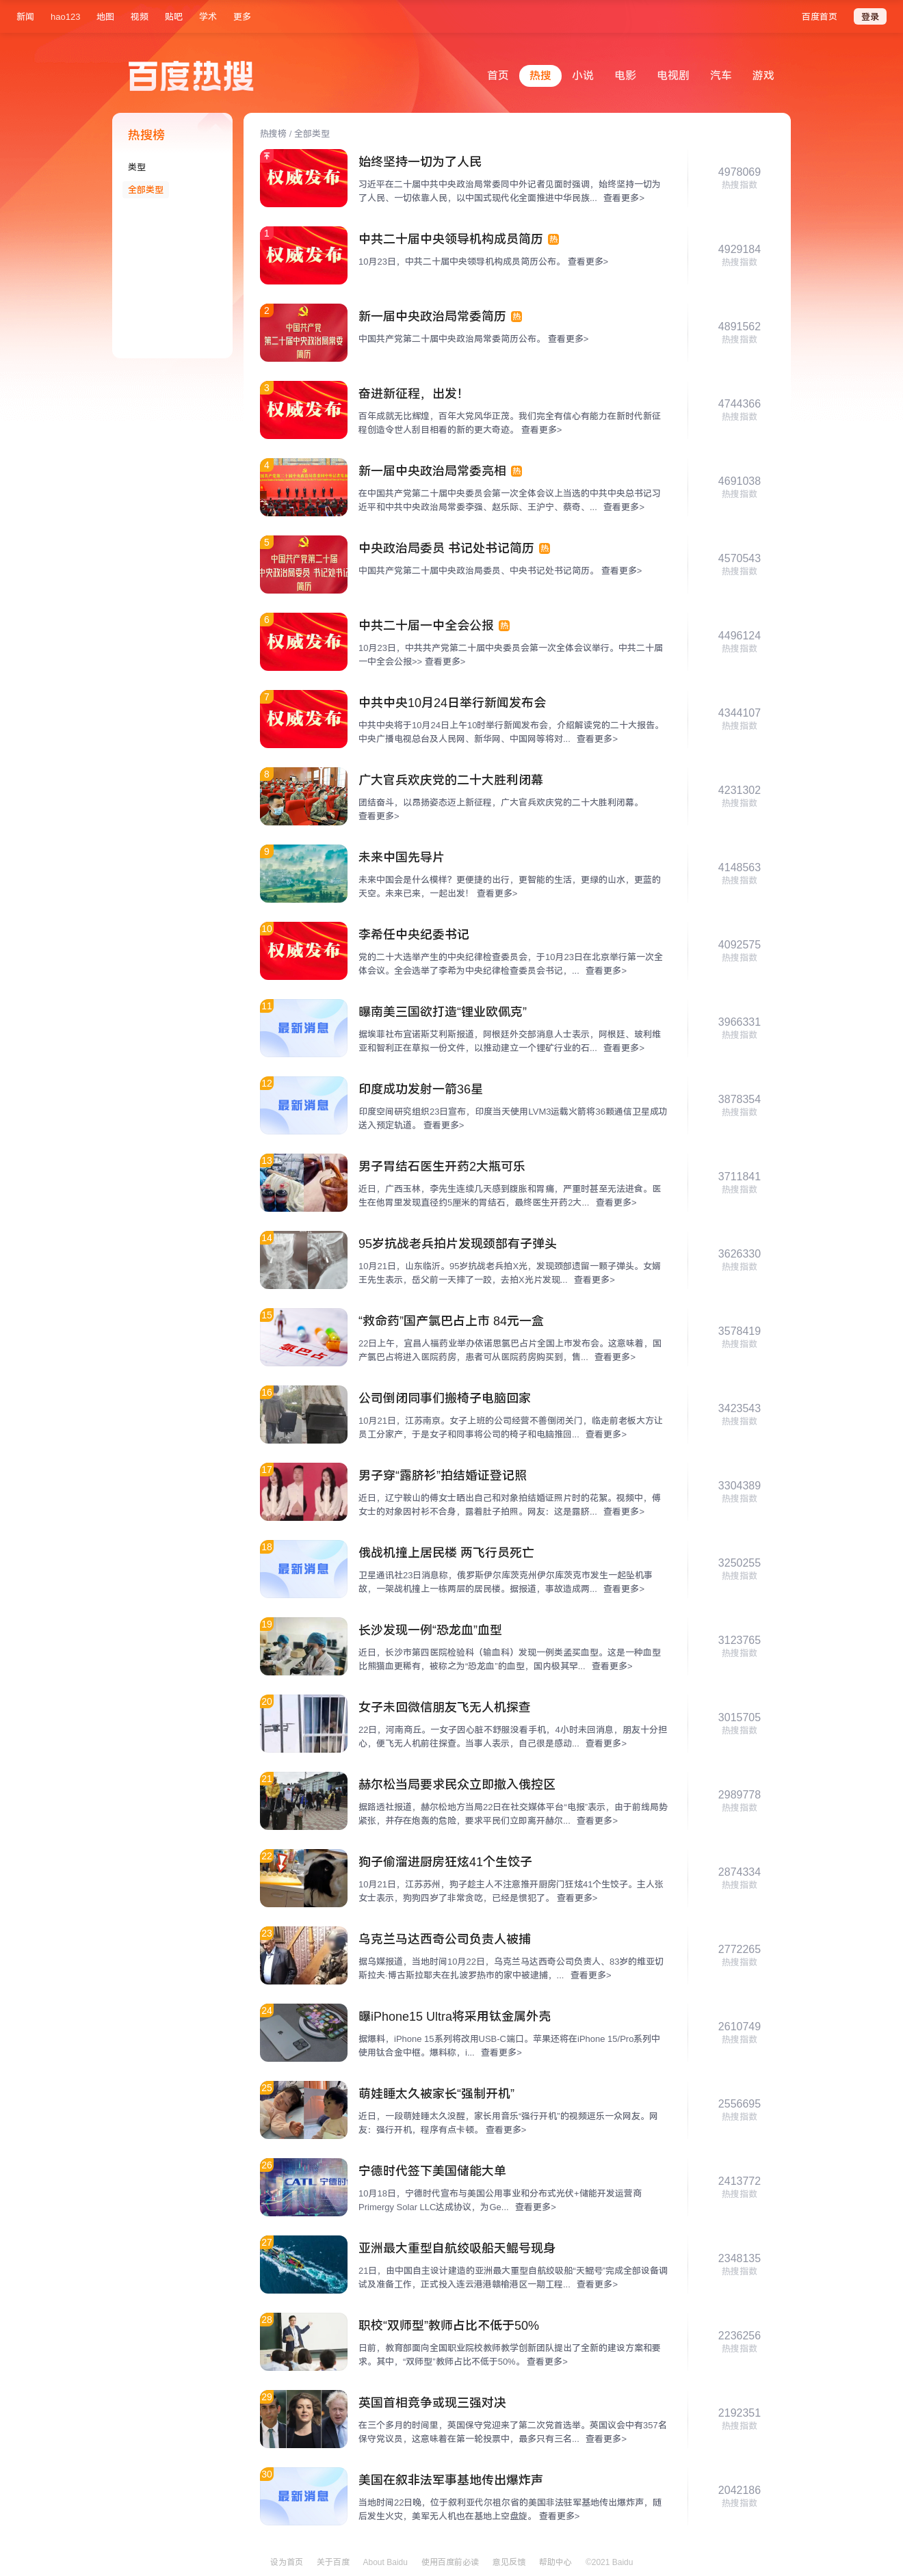 新闻 hao123 地图 视频 贴吧 学术 更多 百度首页 登录
百度热搜 首页 热搜 小说 电影 电视剧 汽车 游戏
热搜榜
类型
全部类型
热搜榜 / 全部类型
权威发布
始终坚持一切为了人民
习近平在二十届中共中央政治局常委同中外记者见面时强调，始终坚持一切为
了人民、一切依靠人民，以中国式现代化全面推进中华民族... 查看更多>
4978069
热搜指数
1
权威发布
中共二十届中央领导机构成员简历 热
10月23日，中共二十届中央领导机构成员简历公布。 查看更多>
4929184
热搜指数
2
中国共产党
第二十届中央政治局常委
简历
新一届中央政治局常委简历 热
中国共产党第二十届中央政治局常委简历公布。 查看更多>
4891562
热搜指数
3
权威发布
奋进新征程，出发！
百年成就无比辉煌，百年大党风华正茂。我们完全有信心有能力在新时代新征
程创造令世人刮目相看的新的更大奇迹。 查看更多>
4744366
热搜指数
4
新一届中央政治局常委亮相 热
在中国共产党第二十届中央委员会第一次全体会议上当选的中共中央总书记习
近平和中共中央政治局常委李强、赵乐际、王沪宁、蔡奇、... 查看更多>
4691038
热搜指数
5
中国共产党第二十届
中央政治局委员 书记处书记
简历
中央政治局委员 书记处书记简历 热
中国共产党第二十届中央政治局委员、中央书记处书记简历。 查看更多>
4570543
热搜指数
6
权威发布
中共二十届一中全会公报 热
10月23日，中共共产党第二十届中央委员会第一次全体会议举行。中共二十届
一中全会公报>> 查看更多>
4496124
热搜指数
7
权威发布
中共中央10月24日举行新闻发布会
中共中央将于10月24日上午10时举行新闻发布会，介绍解读党的二十大报告。
中央广播电视总台及人民网、新华网、中国网等将对... 查看更多>
4344107
热搜指数
8
广大官兵欢庆党的二十大胜利闭幕
团结奋斗，以昂扬姿态迈上新征程，广大官兵欢庆党的二十大胜利闭幕。
查看更多>
4231302
热搜指数
9
未来中国先导片
未来中国会是什么模样？更便捷的出行，更智能的生活，更绿的山水，更蓝的
天空。未来已来，一起出发！ 查看更多>
4148563
热搜指数
10
权威发布
李希任中央纪委书记
党的二十大选举产生的中央纪律检查委员会，于10月23日在北京举行第一次全
体会议。全会选举了李希为中央纪律检查委员会书记，... 查看更多>
4092575
热搜指数
11
最新消息
曝南美三国欲打造“锂业欧佩克”
据埃菲社布宜诺斯艾利斯报道，阿根廷外交部消息人士表示，阿根廷、玻利维
亚和智利正在草拟一份文件，以推动建立一个锂矿行业的石... 查看更多>
3966331
热搜指数
12
最新消息
印度成功发射一箭36星
印度空间研究组织23日宣布，印度当天使用LVM3运载火箭将36颗通信卫星成功
送入预定轨道。 查看更多>
3878354
热搜指数
13
男子胃结石医生开药2大瓶可乐
近日，广西玉林，李先生连续几天感到腹胀和胃痛，严重时甚至无法进食。医
生在他胃里发现直径约5厘米的胃结石，最终医生开药2大... 查看更多>
3711841
热搜指数
14
95岁抗战老兵拍片发现颈部有子弹头
10月21日，山东临沂。95岁抗战老兵拍X光，发现颈部遗留一颗子弹头。女婿
王先生表示，岳父前一天摔了一跤，去拍X光片发现... 查看更多>
3626330
热搜指数
15
氯巴占
“救命药”国产氯巴占上市 84元一盒
22日上午，宜昌人福药业举办依诺思氯巴占片全国上市发布会。这意味着，国
产氯巴占将进入医院药房，患者可从医院药房购买到，售... 查看更多>
3578419
热搜指数
16
公司倒闭同事们搬椅子电脑回家
10月21日，江苏南京。女子上班的公司经营不善倒闭关门，临走前老板大方让
员工分家产，于是女子和同事将公司的椅子和电脑推回... 查看更多>
3423543
热搜指数
17
男子穿“露脐衫”拍结婚证登记照
近日，辽宁鞍山的傅女士晒出自己和对象拍结婚证照片时的花絮。视频中，傅
女士的对象因衬衫不合身，露着肚子拍照。网友：这是露脐... 查看更多>
3304389
热搜指数
18
最新消息
俄战机撞上居民楼 两飞行员死亡
卫星通讯社23日消息称，俄罗斯伊尔库茨克州伊尔库茨克市发生一起坠机事
故，一架战机撞上一栋两层的居民楼。据报道，事故造成两... 查看更多>
3250255
热搜指数
19
长沙发现一例“恐龙血”血型
近日，长沙市第四医院检验科（输血科）发现一例类孟买血型。这是一种血型
比熊猫血更稀有，被称之为“恐龙血”的血型，国内极其罕... 查看更多>
3123765
热搜指数
20
女子未回微信朋友飞无人机探查
22日，河南商丘。一女子因心脏不舒服没看手机，4小时未回消息，朋友十分担
心，便飞无人机前往探查。当事人表示，自己很是感动... 查看更多>
3015705
热搜指数
21
赫尔松当局要求民众立即撤入俄控区
据路透社报道，赫尔松地方当局22日在社交媒体平台“电报”表示，由于前线局势
紧张，并存在炮轰的危险，要求平民们立即离开赫尔... 查看更多>
2989778
热搜指数
22
狗子偷溜进厨房狂炫41个生饺子
10月21日，江苏苏州，狗子趁主人不注意推开厨房门狂炫41个生饺子。主人张
女士表示，狗狗四岁了非常贪吃，已经是惯犯了。 查看更多>
2874334
热搜指数
23
乌克兰马达西奇公司负责人被捕
据乌媒报道，当地时间10月22日，乌克兰马达西奇公司负责人、83岁的维亚切
斯拉夫·博古斯拉耶夫在扎波罗热市的家中被逮捕，... 查看更多>
2772265
热搜指数
24
曝iPhone15 Ultra将采用钛金属外壳
据爆料，iPhone 15系列将改用USB-C端口。苹果还将在iPhone 15/Pro系列中
使用钛合金中框。爆料称，i... 查看更多>
2610749
热搜指数
25
萌娃睡太久被家长“强制开机”
近日，一段萌娃睡太久没醒，家长用音乐“强行开机”的视频逗乐一众网友。网
友：强行开机，程序有点卡顿。 查看更多>
2556695
热搜指数
26
CATL 宁德时
宁德时代签下美国储能大单
10月18日，宁德时代宣布与美国公用事业和分布式光伏+储能开发运营商
Primergy Solar LLC达成协议，为Ge... 查看更多>
2413772
热搜指数
27
亚洲最大重型自航绞吸船天鲲号现身
21日，由中国自主设计建造的亚洲最大重型自航绞吸船“天鲲号”完成全部设备调
试及准备工作，正式投入连云港港赣榆港区一期工程... 查看更多>
2348135
热搜指数
28
职校“双师型”教师占比不低于50%
日前，教育部面向全国职业院校教师教学创新团队提出了全新的建设方案和要
求。其中，“双师型”教师占比不低于50%。 查看更多>
2236256
热搜指数
29
英国首相竞争或现三强对决
在三个多月的时间里，英国保守党迎来了第二次党首选举。英国议会中有357名
保守党议员，这意味着在第一轮投票中，最多只有三名... 查看更多>
2192351
热搜指数
30
最新消息
美国在叙非法军事基地传出爆炸声
当地时间22日晚，位于叙利亚代尔祖尔省的美国非法驻军基地传出爆炸声，随
后发生火灾，美军无人机也在基地上空盘旋。 查看更多>
2042186
热搜指数
设为首页 关于百度 About Baidu 使用百度前必读 意见反馈 帮助中心 ©2021 Baidu